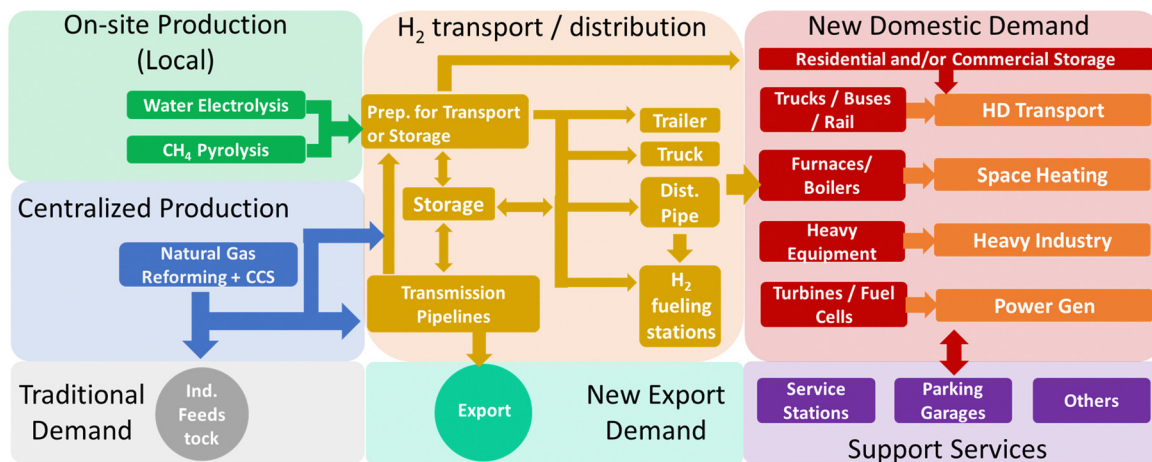 On-site Production
(Local)
Water Electrolysis
CH₄ Pyrolysis
Centralized Production
Natural Gas
Reforming + CCS
Traditional
Demand
Ind.
Feeds
tock
H₂ transport / distribution
Prep. for Transport
or Storage
Storage
Transmission
Pipelines
Trailer
Truck
Dist.
Pipe
H₂
fueling
stations
Export
New Export
Demand
New Domestic Demand
Residential and/or Commercial Storage
Trucks / Buses
/ Rail
HD Transport
Furnaces/
Boilers
Space Heating
Heavy
Equipment
Heavy Industry
Turbines / Fuel
Cells
Power Gen
Service
Stations
Parking
Garages
Others
Support Services